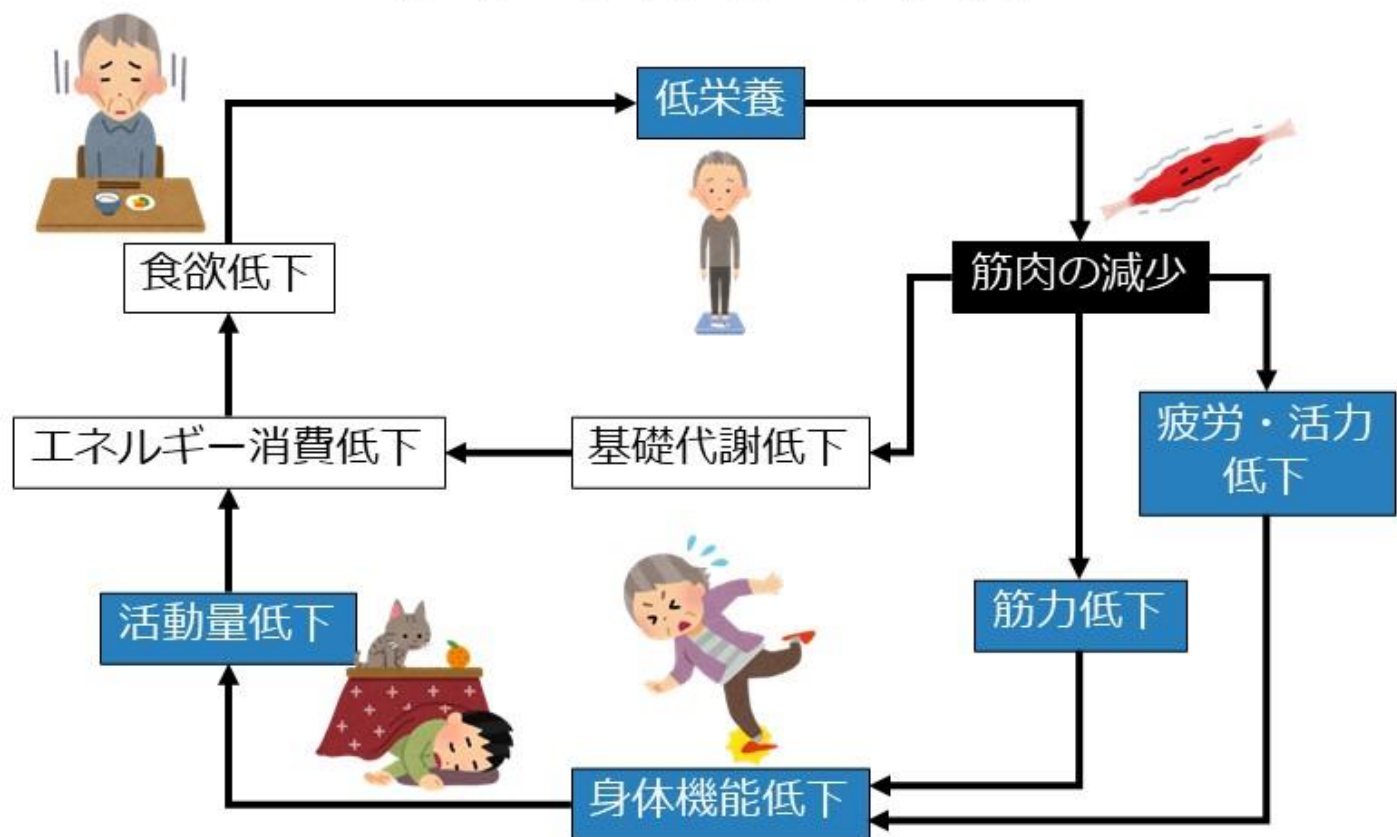 低栄養
筋肉の減少
食欲低下
疲労・活力
低下
エネルギー消費低下
基礎代謝低下
活動量低下
筋力低下
身体機能低下